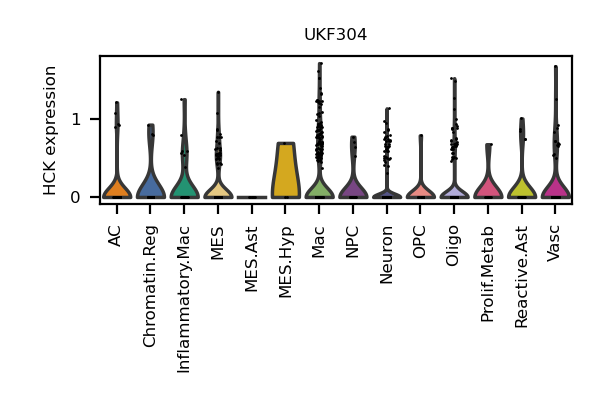 UKF304
HCK expression
1
0
AC
Chromatin.Reg
Inflammatory.Mac
MES
MES.Ast
MES.Hyp
Mac
NPC
Neuron
OPC
Oligo
Prolif.Metab
Reactive.Ast
Vasc